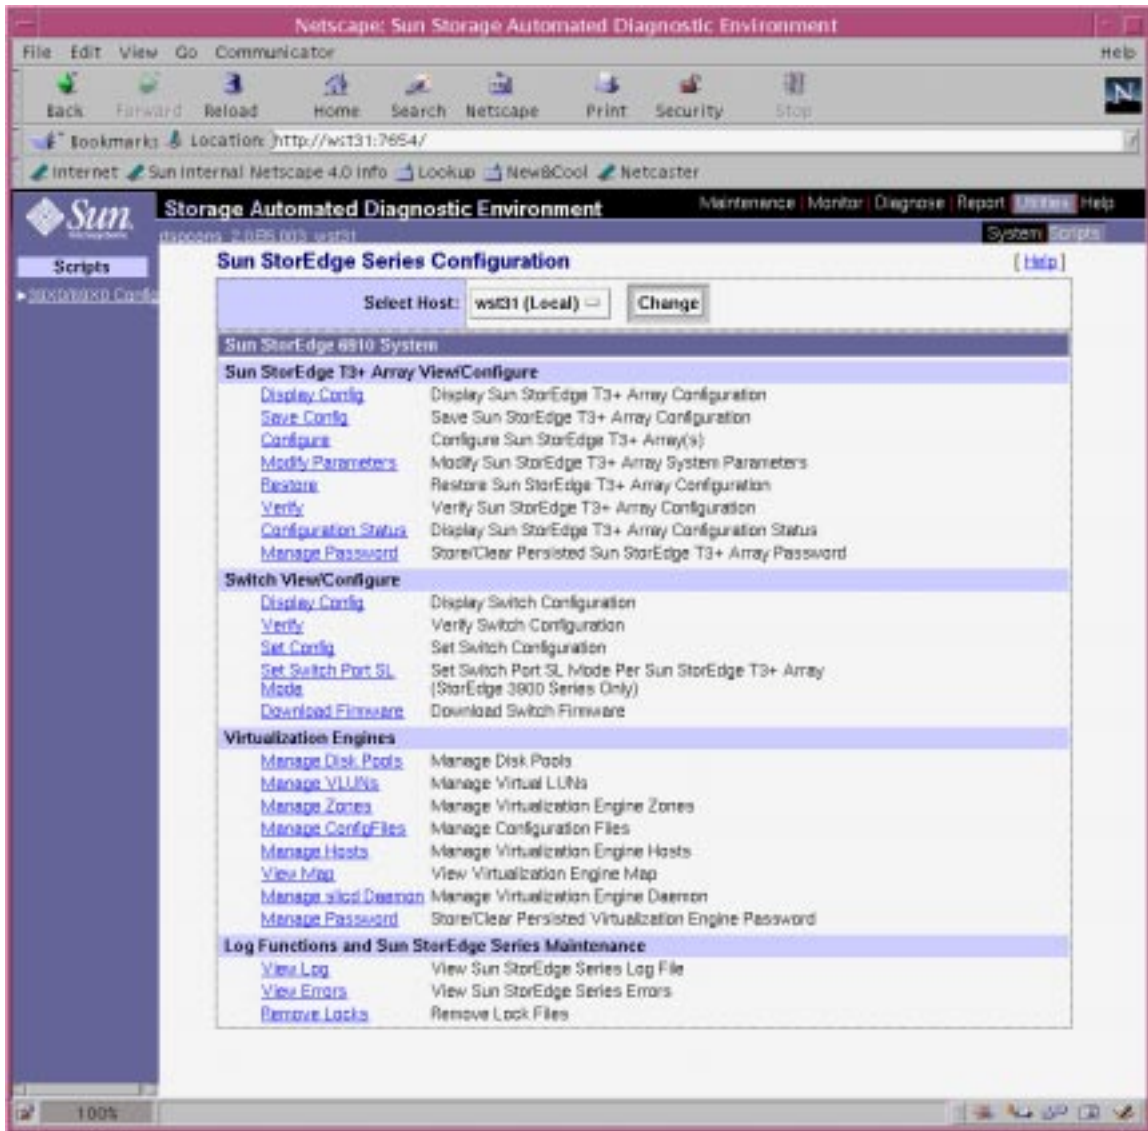 Netscape: Sun Storage Automated Diagnostic Environment
File Edit View Go Communicator Help
Back Forward Reload Home Search Netscape Print Security Stop
Bookmarks Location: http://wst31:7654/
Internet Sun Internal Netscape 4.0 Info Lookup New&Cool Netcaster
Sun Storage Automated Diagnostic Environment Maintenance Monitor Diagnose Report Utilities Help
wst31 System Scripts
Scripts
Sun StorEdge Series Configuration [ Help ]
Select Host: wst31 (Local) Change
Sun StorEdge 6910 System
Sun StorEdge T3+ Array View/Configure
Display Config Display Sun StorEdge T3+ Array Configuration
Save Config Save Sun StorEdge T3+ Array Configuration
Configure Configure Sun StorEdge T3+ Array(s)
Modify Parameters Modify Sun StorEdge T3+ Array System Parameters
Restore Restore Sun StorEdge T3+ Array Configuration
Verify Verify Sun StorEdge T3+ Array Configuration
Configuration Status Display Sun StorEdge T3+ Array Configuration Status
Manage Password Store/Clear Persisted Sun StorEdge T3+ Array Password
Switch View/Configure
Display Config Display Switch Configuration
Verify Verify Switch Configuration
Set Config Set Switch Configuration
Set Switch Port SL Set Switch Port SL Mode Per Sun StorEdge T3+ Array
Mode (StorEdge 3900 Series Only)
Download Firmware Download Switch Firmware
Virtualization Engines
Manage Disk Pools Manage Disk Pools
Manage VLUNs Manage Virtual LUNs
Manage Zones Manage Virtualization Engine Zones
Manage ConfigFiles Manage Configuration Files
Manage Hosts Manage Virtualization Engine Hosts
View Map View Virtualization Engine Map
Manage slicd Daemon Manage Virtualization Engine Daemon
Manage Password Store/Clear Persisted Virtualization Engine Password
Log Functions and Sun StorEdge Series Maintenance
View Log View Sun StorEdge Series Log File
View Errors View Sun StorEdge Series Errors
Remove Locks Remove Lock Files
100%